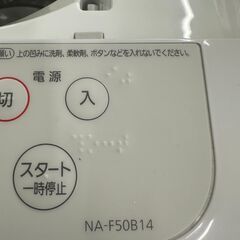 願い 上の凹みに洗剤、柔軟剤、ボタンなどを入れないでください。
電源
切
入
スタート
一時停止
NA-F50B14